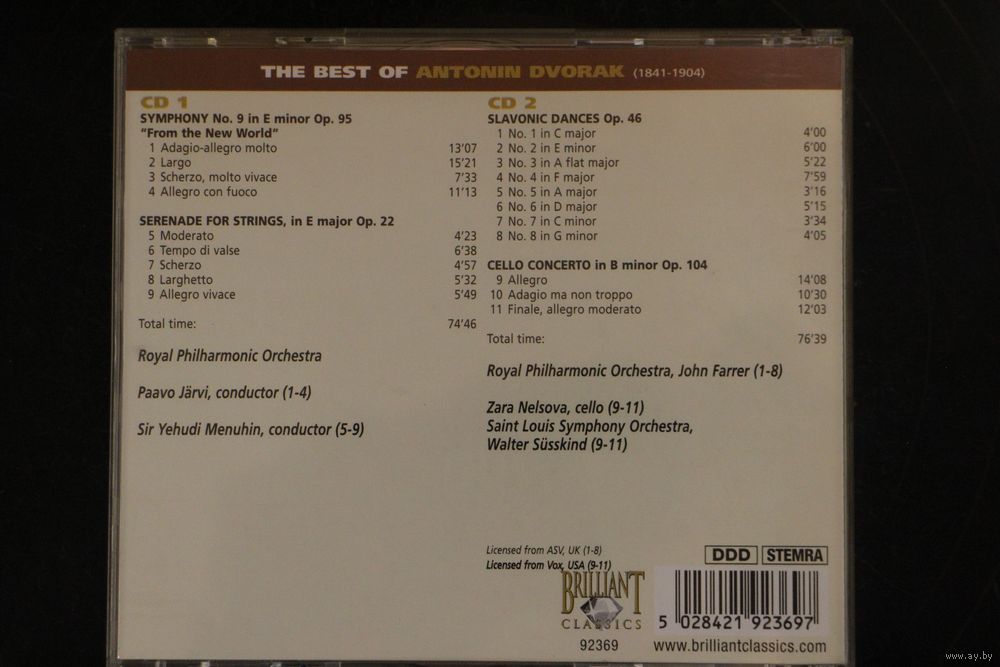 THE BEST OF ANTONIN DVORAK (1841-1904)
CD 1
SYMPHONY No. 9 in E minor Op. 95
"From the New World"
1 Adagio-allegro molto 13'07
2 Largo 15'21
3 Scherzo, molto vivace 7'33
4 Allegro con fuoco 11'13
SERENADE FOR STRINGS, in E major Op. 22
5 Moderato 4'23
6 Tempo di valse 6'38
7 Scherzo 4'57
8 Larghetto 5'32
9 Allegro vivace 5'49
Total time: 74'46
Royal Philharmonic Orchestra
Paavo Järvi, conductor (1-4)
Sir Yehudi Menuhin, conductor (5-9)
CD 2
SLAVONIC DANCES Op. 46
1 No. 1 in C major 4'00
2 No. 2 in E minor 6'00
3 No. 3 in A flat major 5'22
4 No. 4 in F major 7'59
5 No. 5 in A major 3'16
6 No. 6 in D major 5'15
7 No. 7 in C minor 3'34
8 No. 8 in G minor 4'05
CELLO CONCERTO in B minor Op. 104
9 Allegro 14'08
10 Adagio ma non troppo 10'30
11 Finale, allegro moderato 12'03
Total time: 76'39
Royal Philharmonic Orchestra, John Farrer (1-8)
Zara Nelsova, cello (9-11)
Saint Louis Symphony Orchestra,
Walter Süsskind (9-11)
Licensed from ASV, UK (1-8)
Licensed from Vox, USA (9-11)
DDD STEMRA
BRILLIANT
CLASSICS
92369
5 028421 923697
www.brilliantclassics.com
www.ay.by